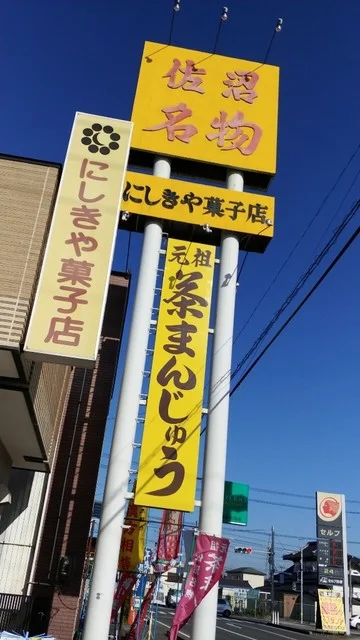 佐沼
名物
にしきや菓子店
元祖
茶まんじゅう
にしきや菓子店
セルフ